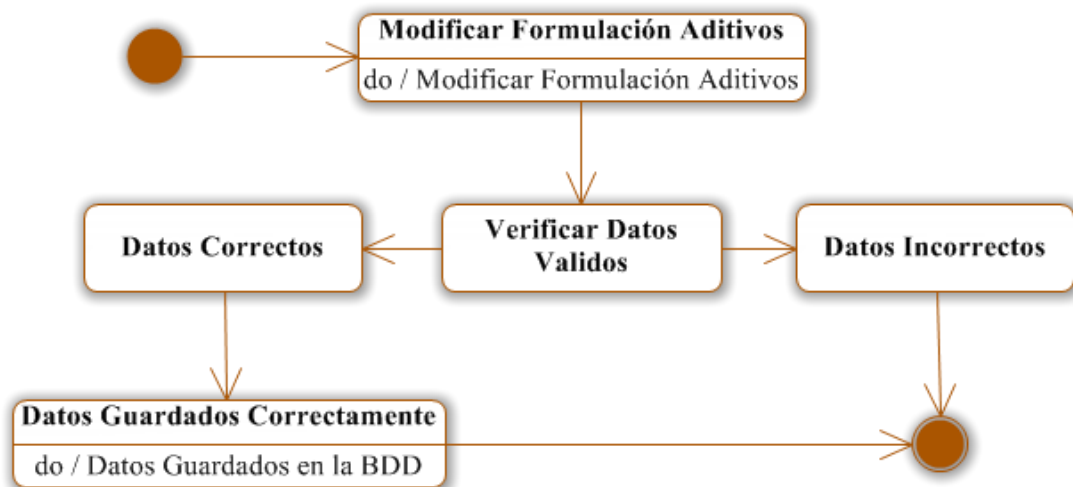 Modificar Formulación Aditivos
do / Modificar Formulación Aditivos
Datos Correctos
Verificar Datos
Validos
Datos Incorrectos
Datos Guardados Correctamente
do / Datos Guardados en la BDD